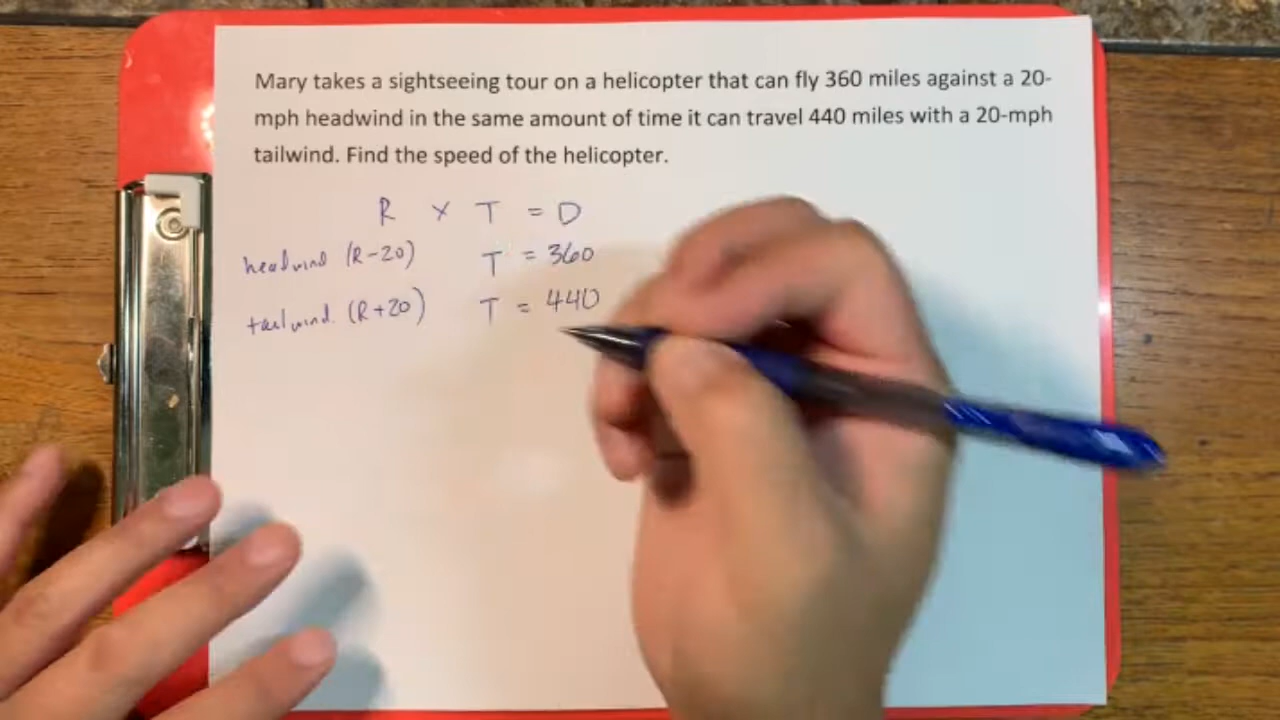 Mary takes a sightseeing tour on a helicopter that can fly 360 miles against a 20-
mph headwind in the same amount of time it can travel 440 miles with a 20-mph
tailwind. Find the speed of the helicopter.
R × T = D
headwind (R-20) T = 360
tailwind (R+20) T = 440